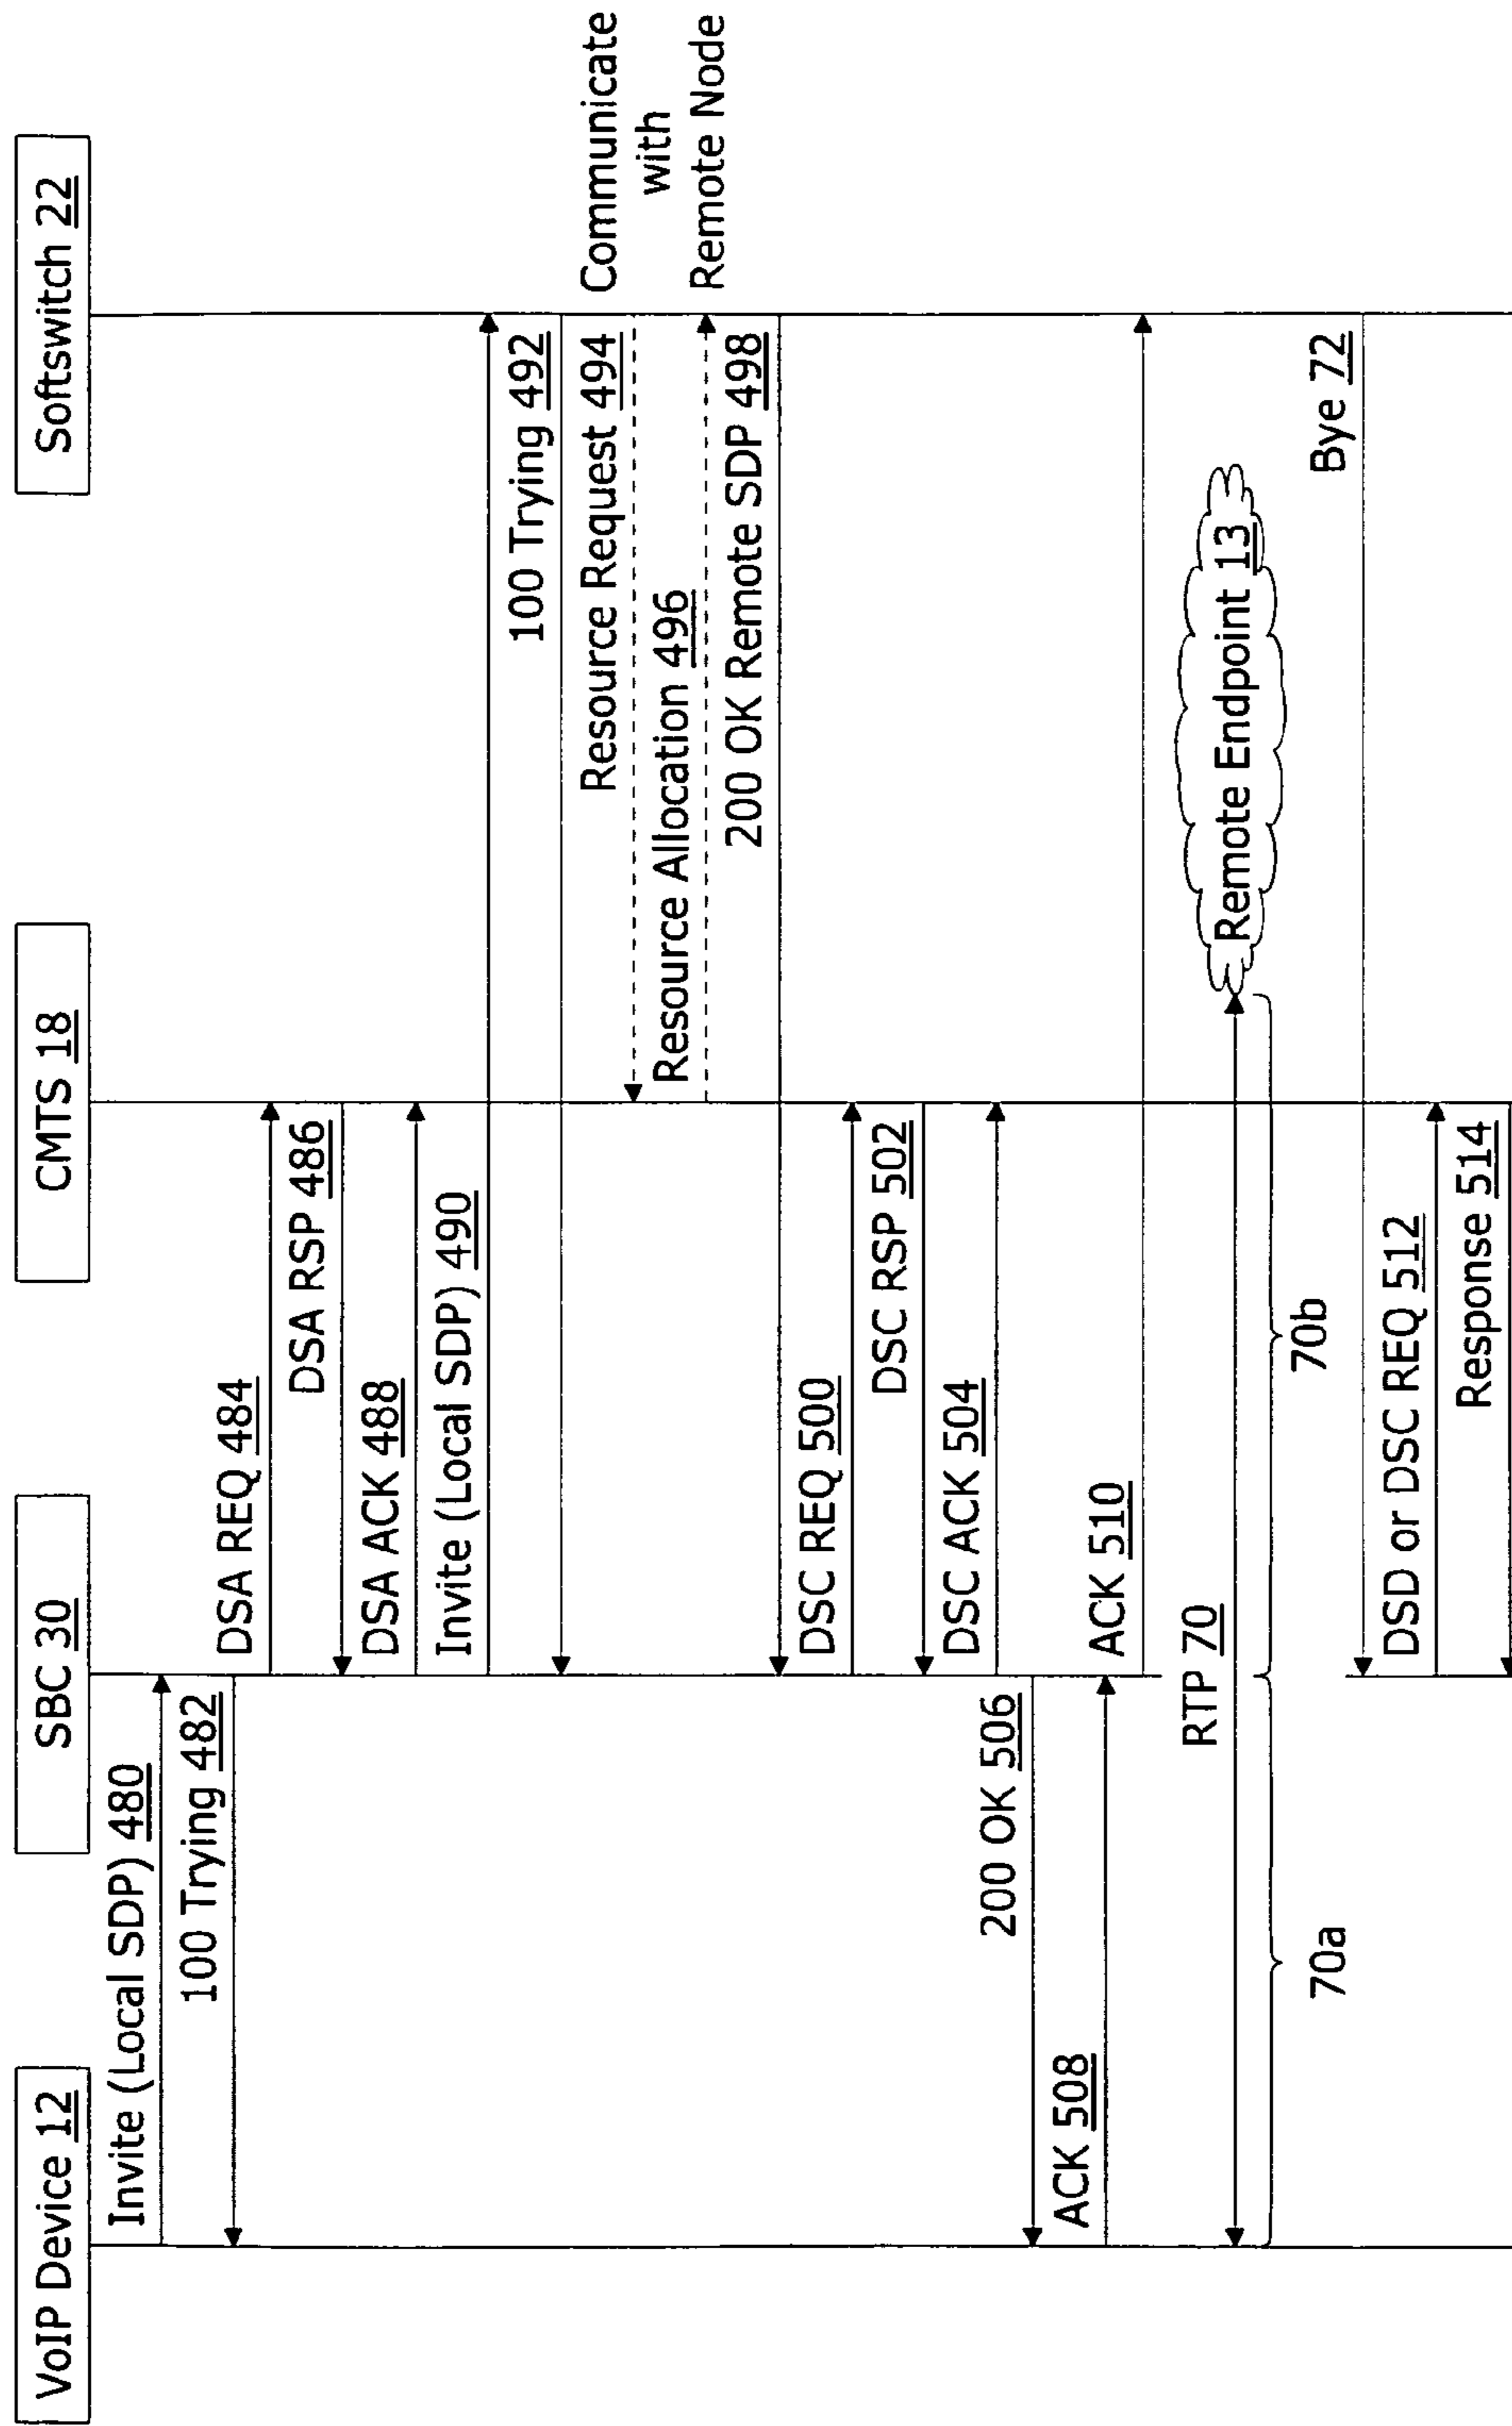 VoIP Device 12
SBC 30
CMTS 18
Softswitch 22
Invite (Local SDP) 480
100 Trying 482
DSA REQ 484
DSA RSP 486
DSA ACK 488
Invite (Local SDP) 490
100 Trying 492
Resource Request 494
Communicate
with
Remote Node
Resource Allocation 496
200 OK Remote SDP 498
DSC REQ 500
DSC RSP 502
DSC ACK 504
200 OK 506
ACK 508
ACK 510
RTP 70
Remote Endpoint 13
70a
70b
Bye 72
DSD or DSC REQ 512
Response 514